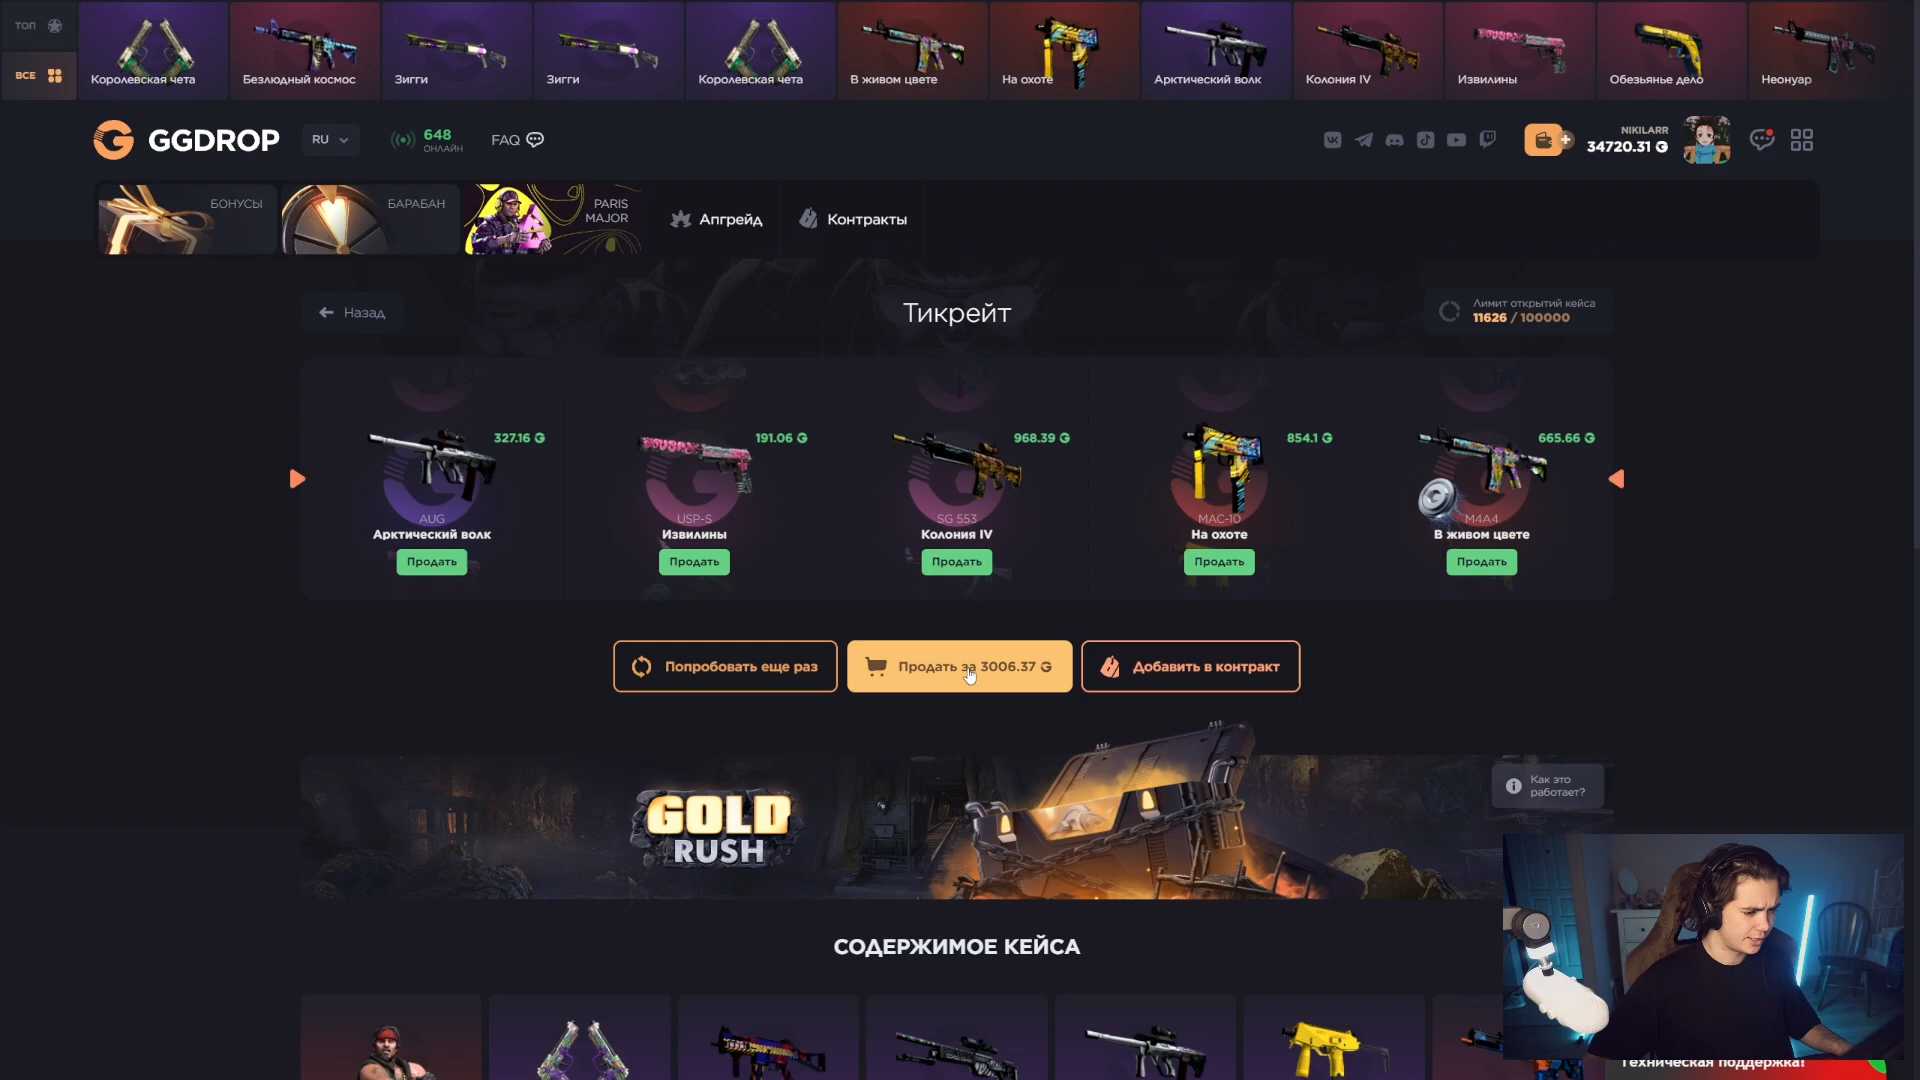 ТОП
ВСЕ
Королевская чета
Безлюдный космос
Зигги
Зигги
Королевская чета
В живом цвете
На охоте
Арктический волк
Колония IV
Извилины
Обезьянье дело
Неонуар
GGDROP
RU
648
ОНЛАЙН
FAQ
NIKILARR
34720.31 G
БОНУСЫ
БАРАБАН
PARIS
MAJOR
Апгрейд
Контракты
Назад
Тикрейт
Лимит открытий кейса
11626 / 100000
327.16 G
191.06 G
968.39 G
854.1 G
665.66 G
AUG
USP-S
SG 553
MAC-10
M4A4
Арктический волк
Извилины
Колония IV
На охоте
В живом цвете
Продать
Продать
Продать
Продать
Продать
Попробовать еще раз
Продать за 3006.37 G
Добавить в контракт
GOLD
RUSH
Как это
работает?
СОДЕРЖИМОЕ КЕЙСА
Техническая поддержка!